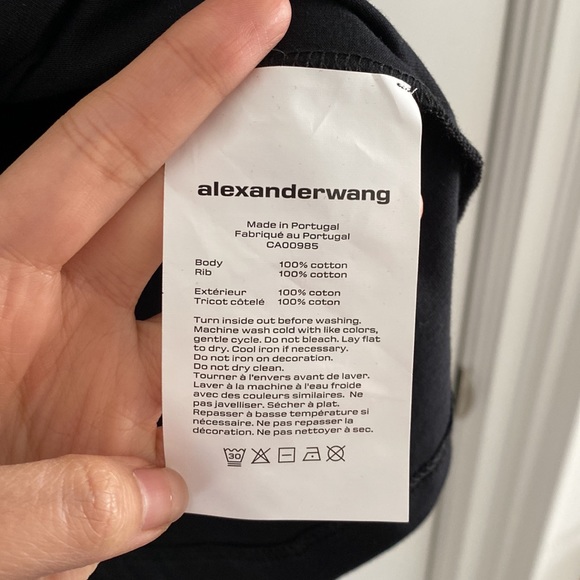 alexanderwang
Made in Portugal
Fabriqué au Portugal
CA00985
Body 100% cotton
Rib 100% cotton
Extérieur 100% coton
Tricot côtelé 100% coton
Turn inside out before washing.
Machine wash cold with like colors,
gentle cycle. Do not bleach. Lay flat
to dry. Cool iron if necessary.
Do not iron on decoration.
Do not dry clean.
Tourner à l'envers avant de laver.
Laver à la machine à l'eau froide
avec des couleurs similaires. Ne
pas javelliser. Sécher à plat.
Repasser à basse température si
nécessaire. Ne pas repasser la
décoration. Ne pas nettoyer à sec.
30